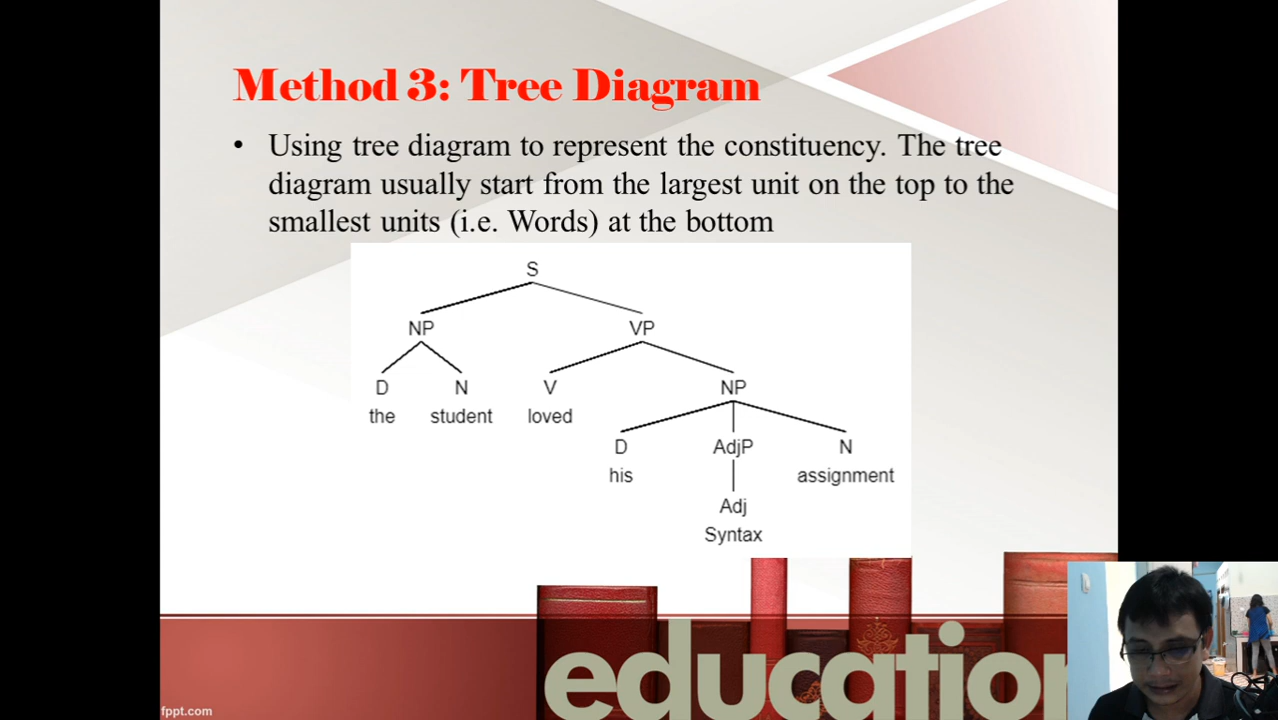 Method 3: Tree Diagram
• Using tree diagram to represent the constituency. The tree
diagram usually start from the largest unit on the top to the
smallest units (i.e. Words) at the bottom
S
NP VP
D N V NP
the student loved
D AdjP N
his assignment
Adj
Syntax
education
fppt.com